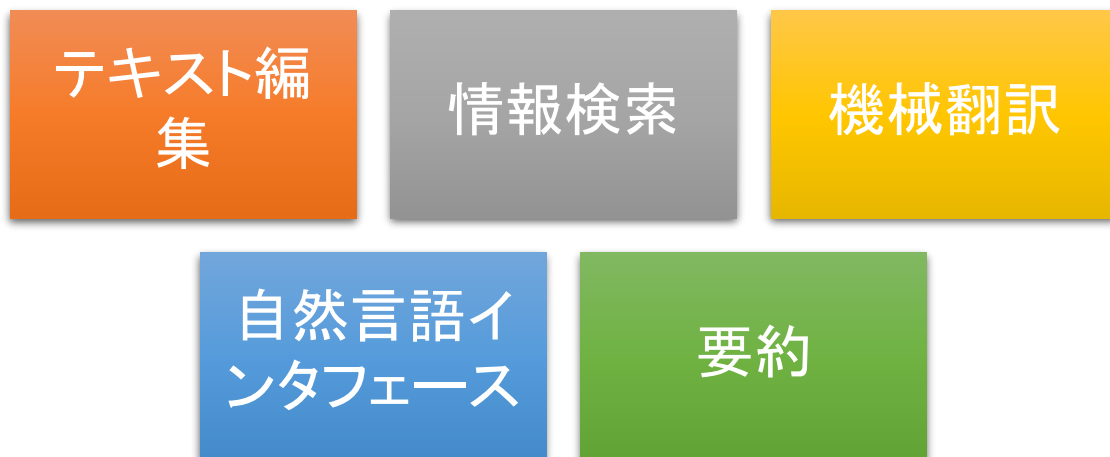 テキスト編
集
情報検索
機械翻訳
自然言語イ
ンタフェース
要約